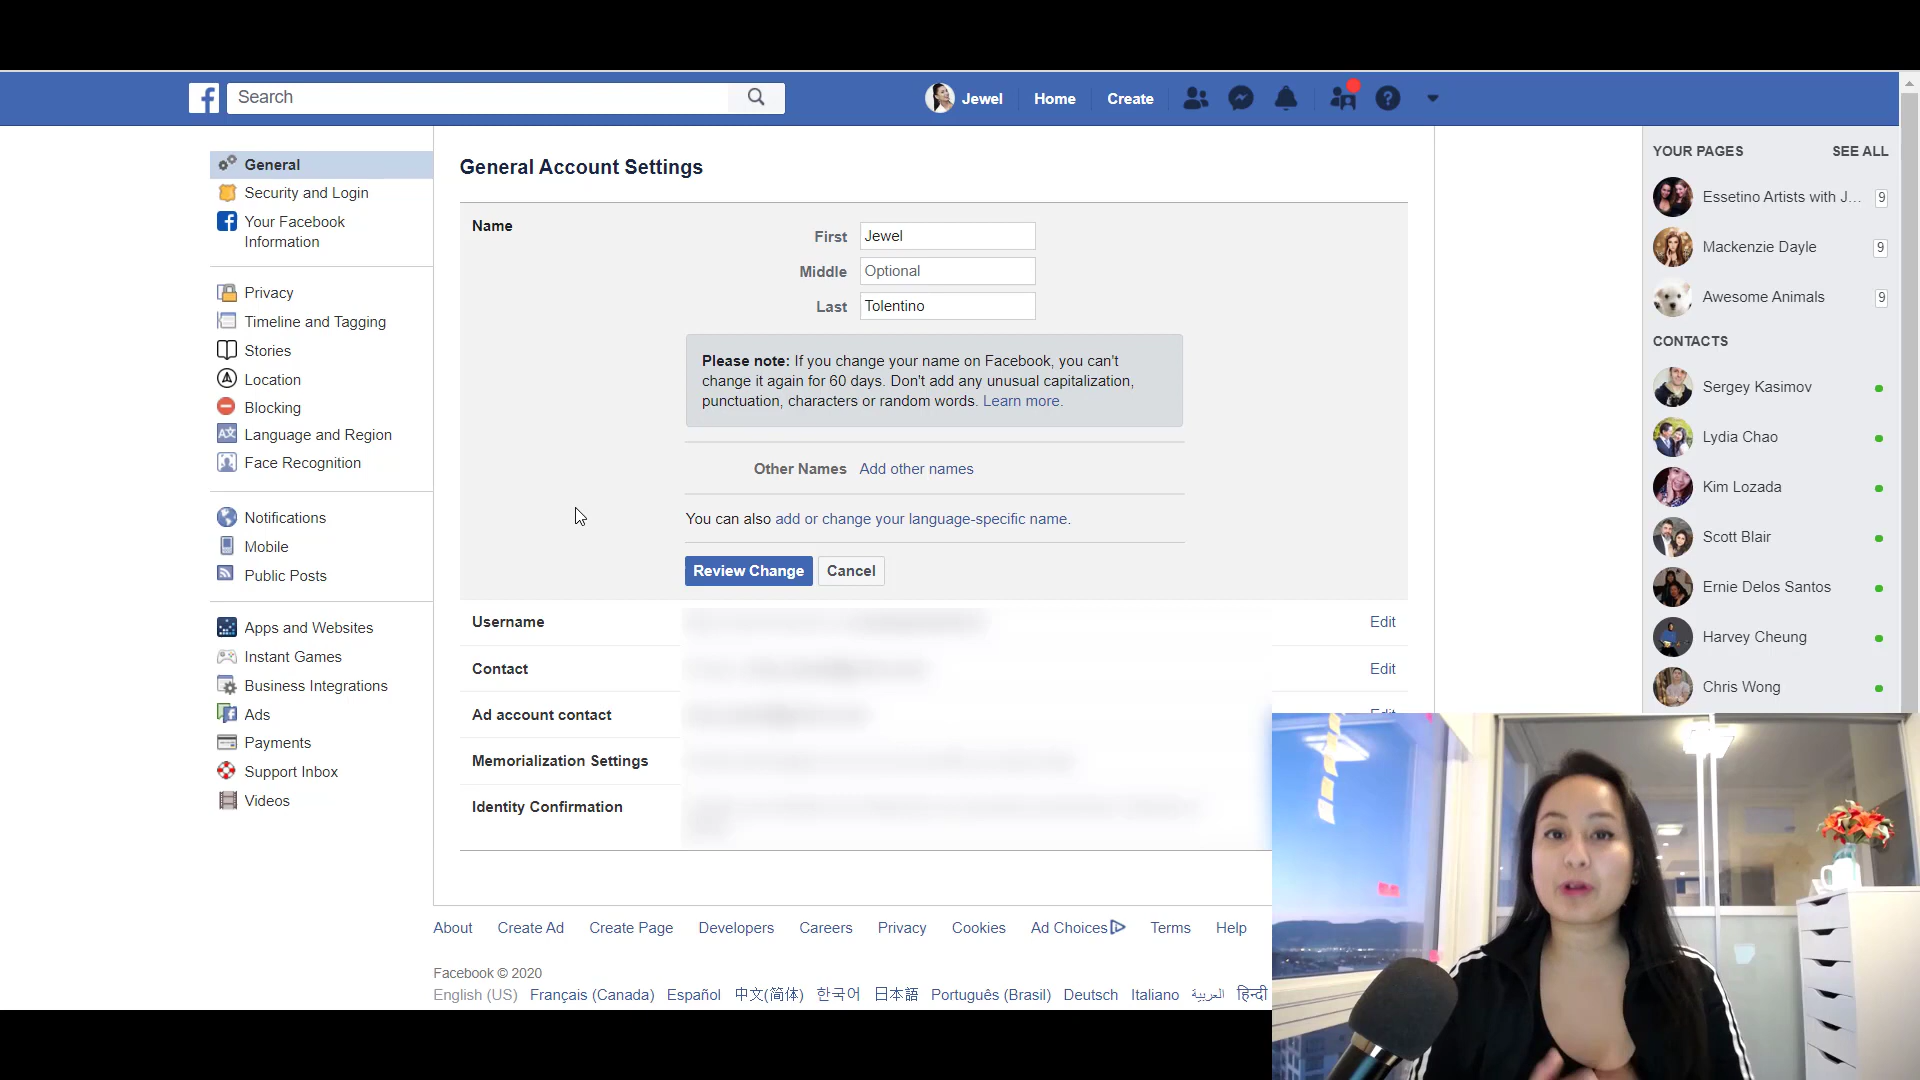 Search
Jewel
Home
Create
General
Security and Login
Your Facebook
Information
Privacy
Timeline and Tagging
Stories
Location
Blocking
Language and Region
Face Recognition
Notifications
Mobile
Public Posts
Apps and Websites
Instant Games
Business Integrations
Ads
Payments
Support Inbox
Videos
General Account Settings
Name
First Jewel
Middle Optional
Last Tolentino
Please note: If you change your name on Facebook, you can't
change it again for 60 days. Don't add any unusual capitalization,
punctuation, characters or random words. Learn more.
Other Names Add other names
You can also add or change your language-specific name.
Review Change Cancel
Username Edit
Contact Edit
Ad account contact Edit
Memorialization Settings
Identity Confirmation
About Create Ad Create Page Developers Careers Privacy Cookies Ad Choices Terms Help
Facebook © 2020
English (US) Français (Canada) Español 中文(简体) 한국어 日本語 Português (Brasil) Deutsch Italiano العربية हिन्दी
YOUR PAGES SEE ALL
Essetino Artists with J... 9
Mackenzie Dayle 9
Awesome Animals 9
CONTACTS
Sergey Kasimov
Lydia Chao
Kim Lozada
Scott Blair
Ernie Delos Santos
Harvey Cheung
Chris Wong